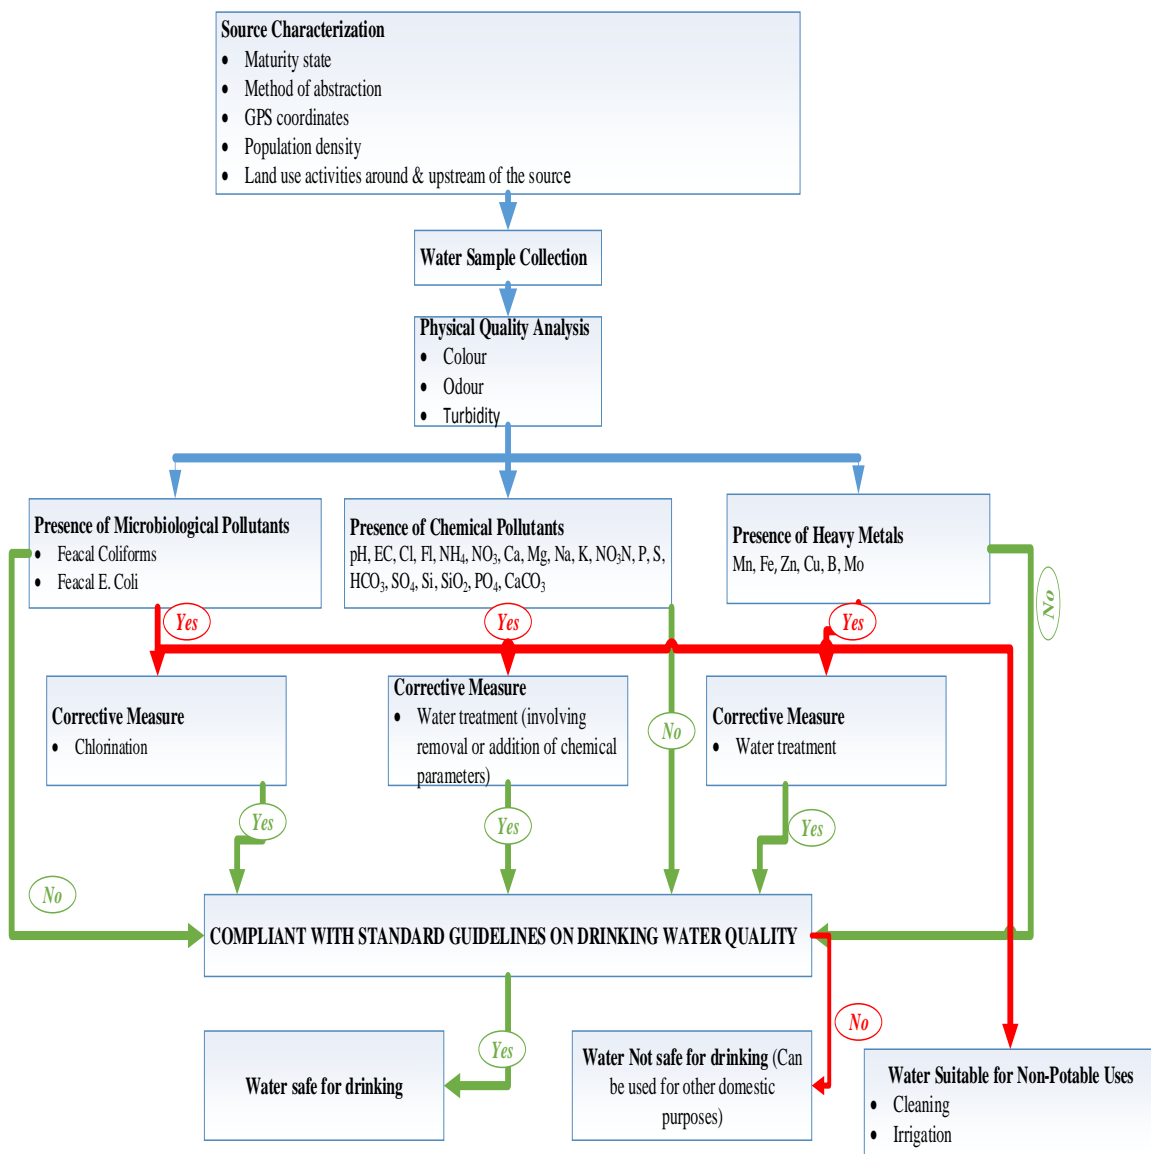 Source Characterization
• Maturity state
• Method of abstraction
• GPS coordinates
• Population density
• Land use activities around & upstream of the source
Water Sample Collection
Physical Quality Analysis
• Colour
• Odour
• Turbidity
Presence of Microbiological Pollutants
• Feacal Coliforms
• Feacal E. Coli
Presence of Chemical Pollutants
pH, EC, Cl, Fl, NH₄, NO₃, Ca, Mg, Na, K, NO₃N, P, S,
HCO₃, SO₄, Si, SiO₂, PO₄, CaCO₃
Presence of Heavy Metals
Mn, Fe, Zn, Cu, B, Mo
No
Yes
Yes
Yes
Corrective Measure
• Chlorination
Corrective Measure
• Water treatment (involving
removal or addition of chemical
parameters)
No
Corrective Measure
• Water treatment
Yes
Yes
Yes
No
COMPLIANT WITH STANDARD GUIDELINES ON DRINKING WATER QUALITY
Yes
No
Water safe for drinking
Water Not safe for drinking (Can
be used for other domestic
purposes)
Water Suitable for Non-Potable Uses
• Cleaning
• Irrigation